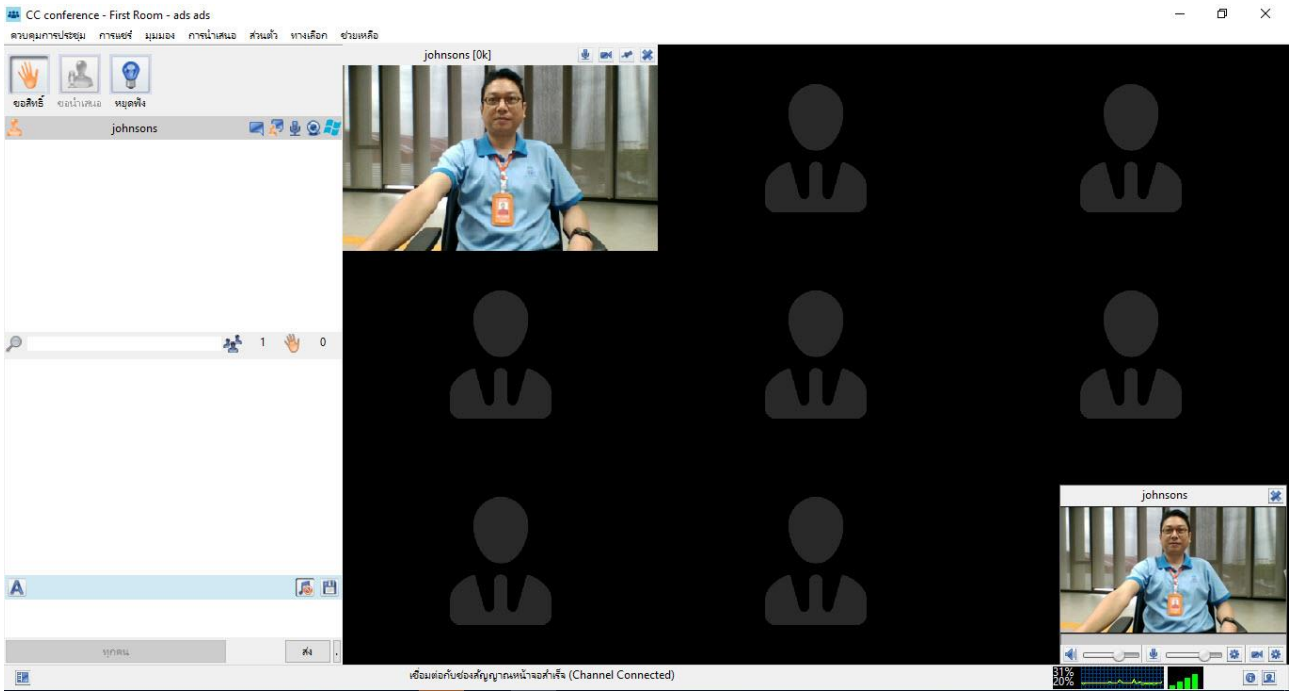 CC conference - First Room - ads ads
ควบคุมการประชุม การแชร์ มุมมอง การนำเสนอ ส่วนตัว ทางเลือก ช่วยเหลือ
johnsons [0k]
ขอสิทธิ์ ขอนำเสนอ หยุดฟัง
johnsons
1 0
johnsons
A
ทุกคน ส่ง
เชื่อมต่อกับช่องสัญญาณหน้าจอสำเร็จ (Channel Connected)
31%
20%